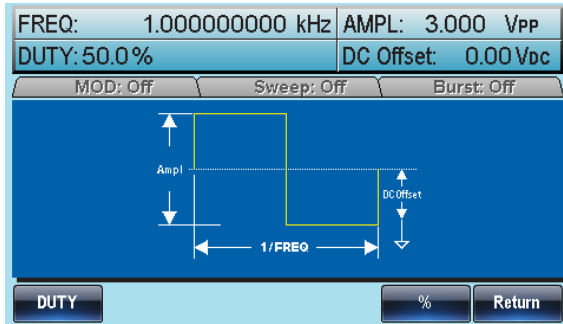 FREQ: 1.000000000 kHz AMPL: 3.000 VPP
DUTY: 50.0% DC Offset: 0.00 VDC
MOD: Off Sweep: Off Burst: Off
Ampl
DC Offset
1/FREQ
DUTY % Return